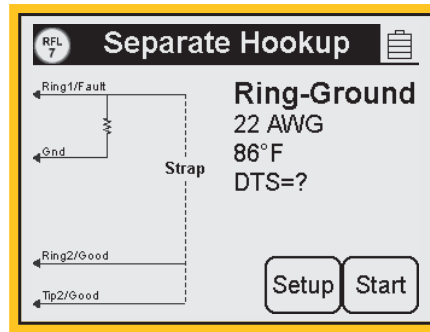 RFL
7
Separate Hookup
Ring1/Fault
Gnd
Strap
Ring2/Good
Tip2/Good
Ring-Ground
22 AWG
86°F
DTS=?
Setup
Start